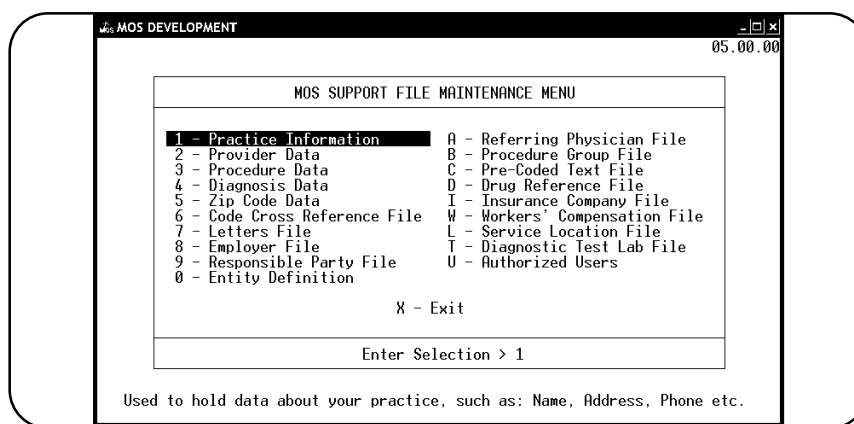 MOS MOS DEVELOPMENT
05.00.00
MOS SUPPORT FILE MAINTENANCE MENU
1 - Practice Information A - Referring Physician File
2 - Provider Data B - Procedure Group File
3 - Procedure Data C - Pre-Coded Text File
4 - Diagnosis Data D - Drug Reference File
5 - Zip Code Data I - Insurance Company File
6 - Code Cross Reference File W - Workers' Compensation File
7 - Letters File L - Service Location File
8 - Employer File T - Diagnostic Test Lab File
9 - Responsible Party File U - Authorized Users
0 - Entity Definition
X - Exit
Enter Selection > 1
Used to hold data about your practice, such as: Name, Address, Phone etc.